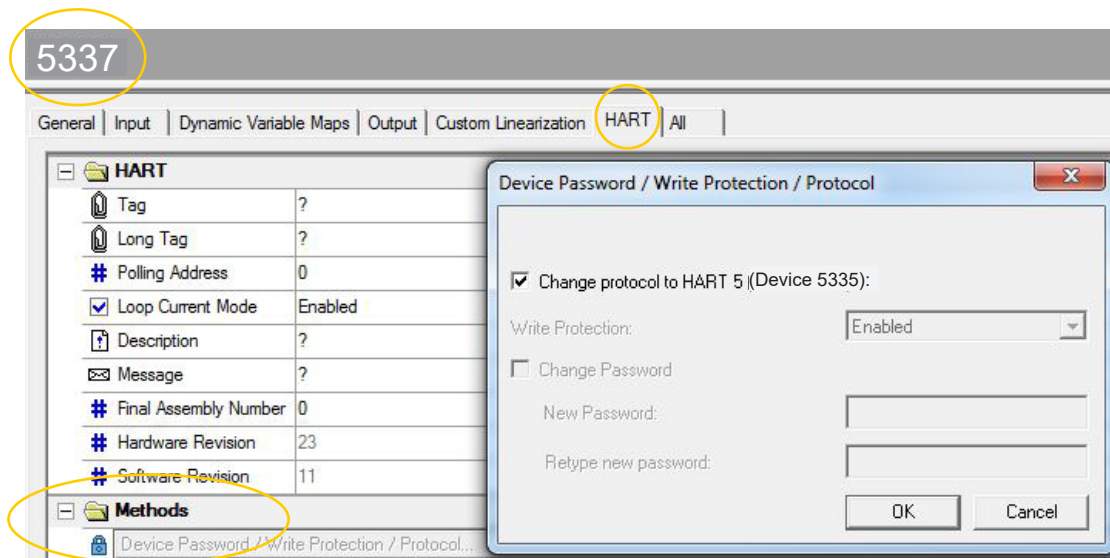 5337
General Input Dynamic Variable Maps Output Custom Linearization HART All
HART
Tag ?
Long Tag ?
Polling Address 0
Loop Current Mode Enabled
Description ?
Message ?
Final Assembly Number 0
Hardware Revision 23
Software Revision 11
Methods
Device Password / Write Protection / Protocol...
Device Password / Write Protection / Protocol
Change protocol to HART 5 (Device 5335):
Write Protection: Enabled
Change Password
New Password:
Retype new password:
OK Cancel